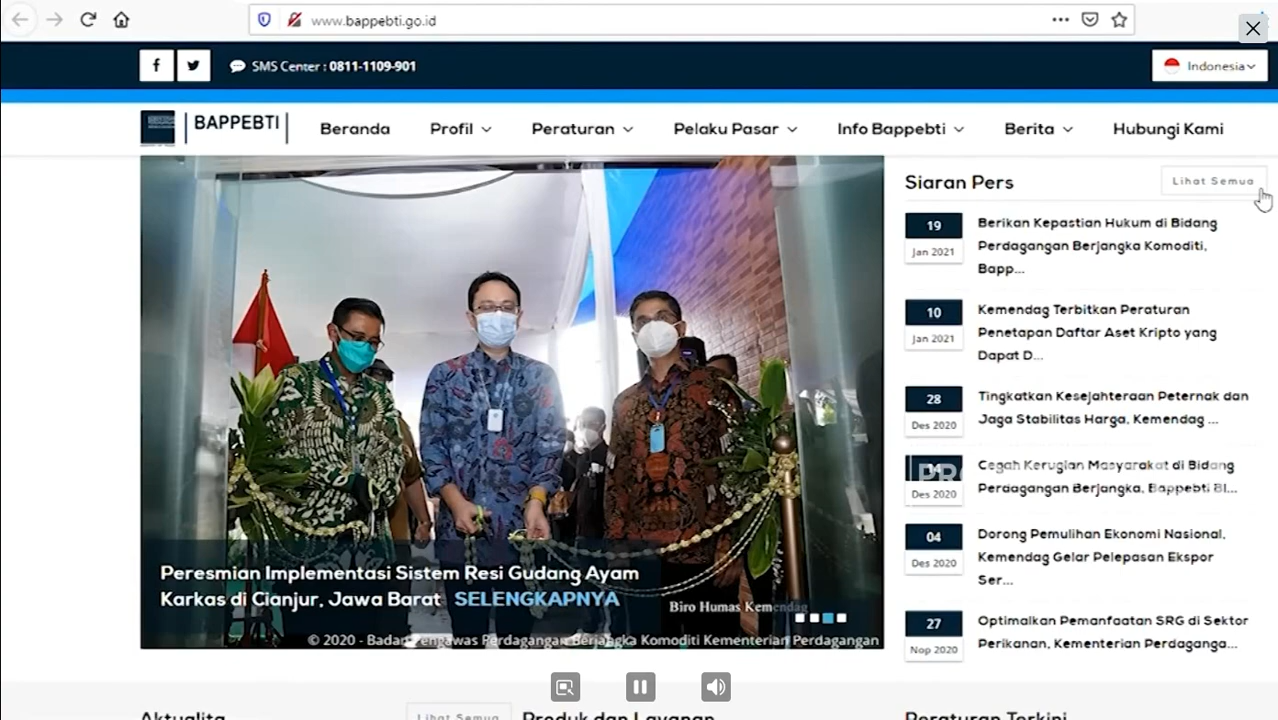 www.bappebti.go.id
SMS Center : 0811-1109-901
Indonesia
BAPPEBTI
Beranda
Profil
Peraturan
Pelaku Pasar
Info Bappebti
Berita
Hubungi Kami
Peresmian Implementasi Sistem Resi Gudang Ayam
Karkas di Cianjur, Jawa Barat SELENGKAPNYA
Biro Humas Kemendag
© 2020 - Badan Pengawas Perdagangan Berjangka Komoditi Kementerian Perdagangan
Siaran Pers
Lihat Semua
19
Jan 2021
Berikan Kepastian Hukum di Bidang
Perdagangan Berjangka Komoditi,
Bapp...
10
Jan 2021
Kemendag Terbitkan Peraturan
Penetapan Daftar Aset Kripto yang
Dapat D...
28
Des 2020
Tingkatkan Kesejahteraan Peternak dan
Jaga Stabilitas Harga, Kemendag ...
Des 2020
Cegah Kerugian Masyarakat di Bidang
Perdagangan Berjangka, Bappebti Bl...
04
Des 2020
Dorong Pemulihan Ekonomi Nasional,
Kemendag Gelar Pelepasan Ekspor
Ser...
27
Nop 2020
Optimalkan Pemanfaatan SRG di Sektor
Perikanan, Kementerian Perdaganga...
Aktualita
Lihat Semua
Produk dan Layanan
Peraturan Terkini